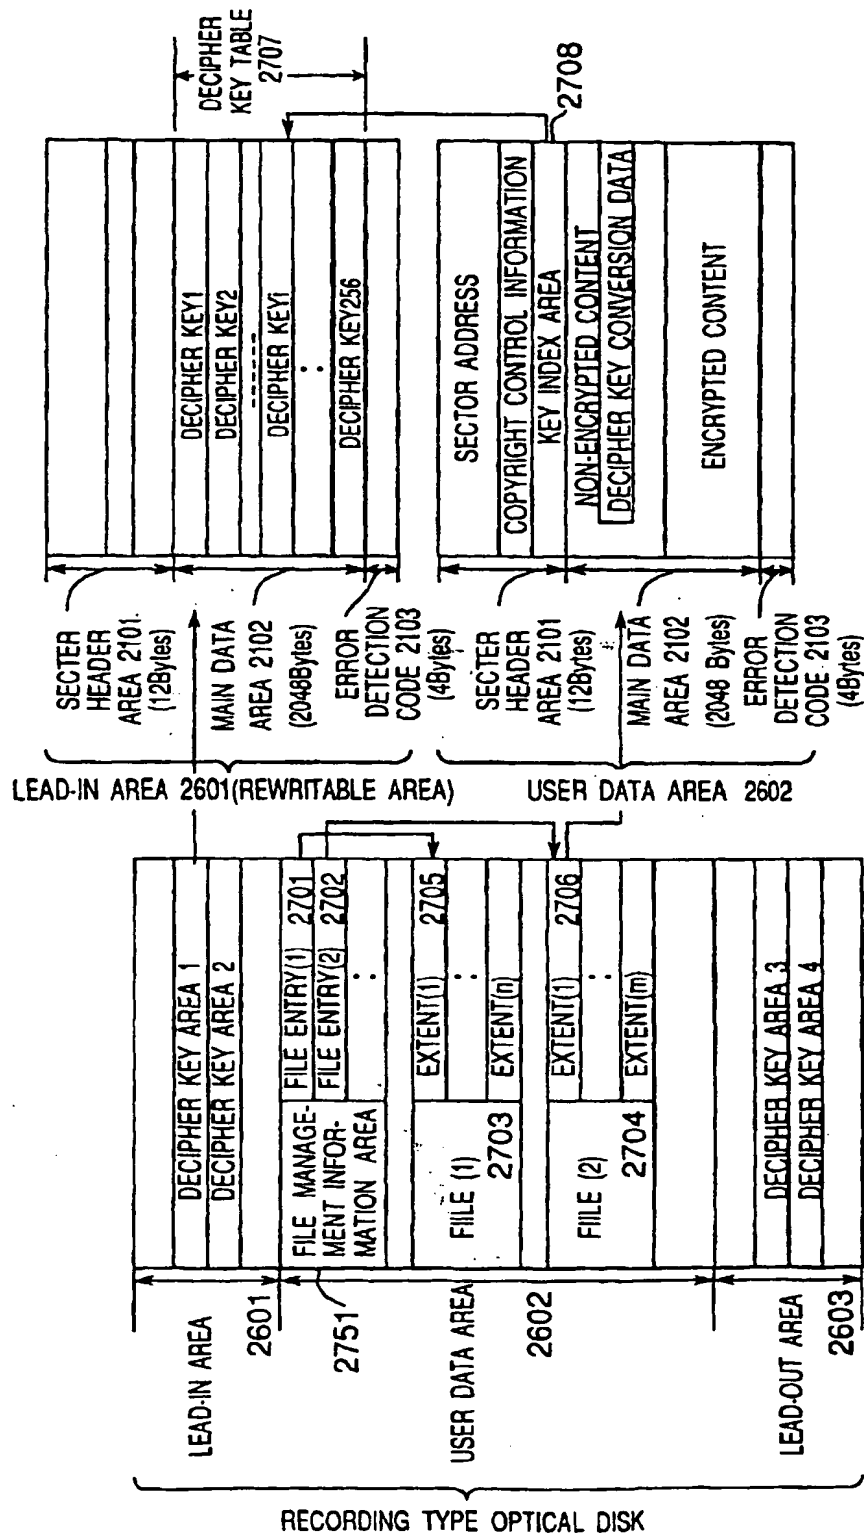 RECORDING TYPE OPTICAL DISK
LEAD-IN AREA
2601
USER DATA AREA
2602
LEAD-OUT AREA
2603
2751
DECIPHER KEY AREA 1
DECIPHER KEY AREA 2
FILE MANAGE-
MENT INFOR-
MATION AREA
FILE ENTRY(1) 2701
FILE ENTRY(2) 2702
:
FIILE (1)
2703
EXTENT(1) 2705
:
EXTENT(n)
FIILE (2)
2704
EXTENT(1) 2706
:
EXTENT(m)
DECIPHER KEY AREA 3
DECIPHER KEY AREA 4
LEAD-IN AREA 2601(REWRITABLE AREA)
SECTER
HEADER
AREA 2101.
(12Bytes)
MAIN DATA
AREA 2102
(2048Bytes)
ERROR
DETECTION
CODE 2103
(4Bytes)
DECIPHER KEY1
DECIPHER KEY2
DECIPHER KEYi
:
DECIPHER KEY256
DECIPHER
KEY TABLE
2707
USER DATA AREA 2602
SECTER
HEADER
AREA 2101
(12Bytes)
MAIN DATA
AREA 2102
(2048 Bytes)
ERROR
DETECTION
CODE 2103
(4Bytes)
SECTOR ADDRESS
COPYRIGHT CONTROL INFORMATION
KEY INDEX AREA
NON-ENCRYPTED CONTENT
DECIPHER KEY CONVERSION DATA
ENCRYPTED CONTENT
2708